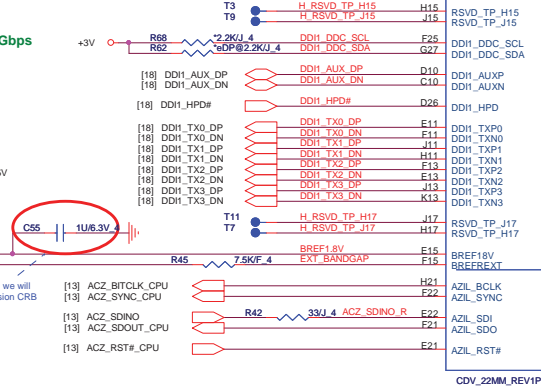 T3 H_RSVD_TP_H15 H15 RSVD_TP_H15
T9 H_RSVD_TP_J15 J15 RSVD_TP_J15
Gbps +3V R68 *2.2K/J_4 DDI1_DDC_SCL F25 DDI1_DDC_SCL
R62 *eDP@2.2K/J_4 DDI1_DDC_SDA G27 DDI1_DDC_SDA
[18] DDI1_AUX_DP DDI1_AUX_DP D10 DDI1_AUXP
[18] DDI1_AUX_DN DDI1_AUX_DN C10 DDI1_AUXN
[18] DDI1_HPD# DDI1_HPD# D26 DDI1_HPD
[18] DDI1_TX0_DP DDI1_TX0_DP E11 DDI1_TXP0
[18] DDI1_TX0_DN DDI1_TX0_DN F11 DDI1_TXN0
[18] DDI1_TX1_DP DDI1_TX1_DP J11 DDI1_TXP1
[18] DDI1_TX1_DN DDI1_TX1_DN H11 DDI1_TXN1
[18] DDI1_TX2_DP DDI1_TX2_DP F13 DDI1_TXP2
[18] DDI1_TX2_DN DDI1_TX2_DN E13 DDI1_TXN2
[18] DDI1_TX3_DP DDI1_TX3_DP J13 DDI1_TXP3
[18] DDI1_TX3_DN DDI1_TX3_DN K13 DDI1_TXN3
T11 H_RSVD_TP_H17 J17 RSVD_TP_J17
T7 H_RSVD_TP_J17 H17 RSVD_TP_H17
C55 1U/6.3V_4
BREF1.8V E15 BREF18V
R45 7.5K/F_4 EXT_BANDGAP F15 BREFREXT
we will
sion CRB
[13] ACZ_BITCLK_CPU H21 AZIL_BCLK
[13] ACZ_SYNC_CPU F22 AZIL_SYNC
[13] ACZ_SDINO R42 33/J_4 ACZ_SDINO_R E22 AZIL_SDI
[13] ACZ_SDOUT_CPU F21 AZIL_SDO
[13] ACZ_RST#_CPU E21 AZIL_RST#
CDV_22MM_REV1P